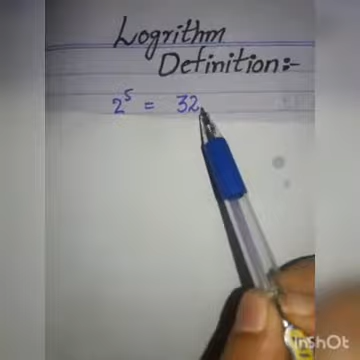 Logrithm
Definition:-
2⁵ = 32
InShOt